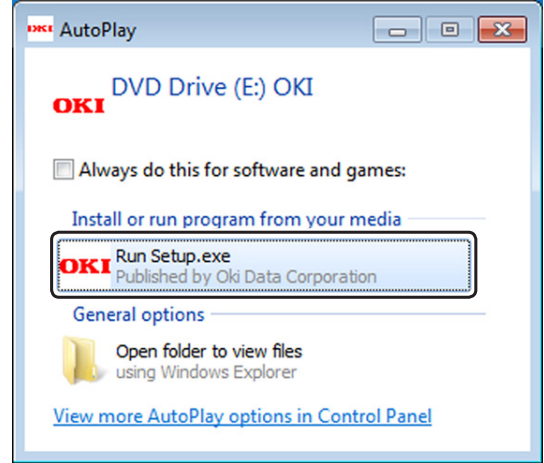 OKI AutoPlay
DVD Drive (E:) OKI
OKI
Always do this for software and games:
Install or run program from your media
OKI Run Setup.exe
Published by Oki Data Corporation
General options
Open folder to view files
using Windows Explorer
View more AutoPlay options in Control Panel